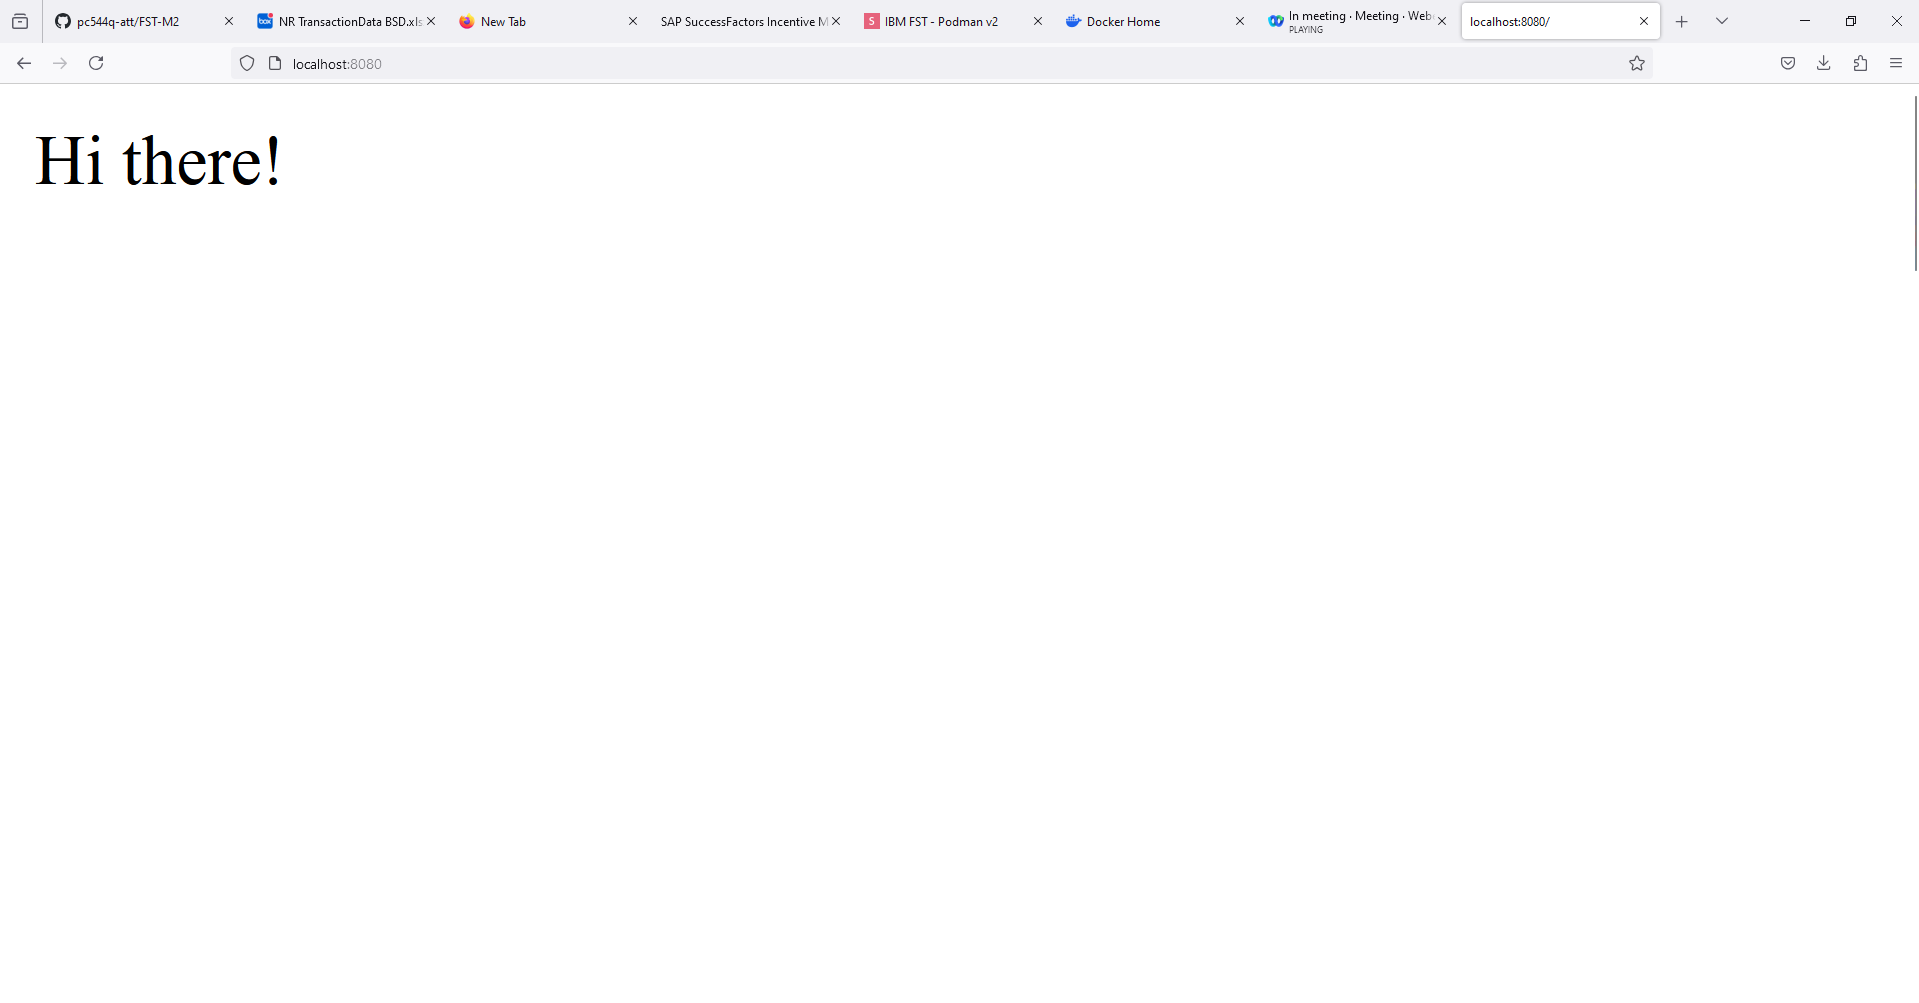 pc544q-att/FST-M2
NR TransactionData BSD.xls
New Tab
SAP SuccessFactors Incentive M
S IBM FST - Podman v2
Docker Home
In meeting · Meeting · Web
PLAYING
localhost:8080/
localhost:8080
Hi there!